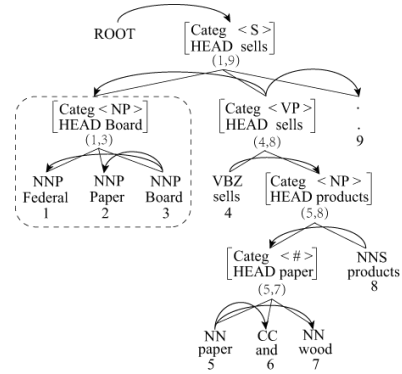 ROOT
Categ < S >
HEAD sells
(1,9)
Categ < NP >
HEAD Board
(1,3)
Categ < VP >
HEAD sells
(4,8)
.
.
9
NNP NNP NNP
Federal Paper Board
1 2 3
VBZ
sells
4
Categ < NP >
HEAD products
(5,8)
Categ < # >
HEAD paper
(5,7)
NNS
products
8
NN CC NN
paper and wood
5 6 7